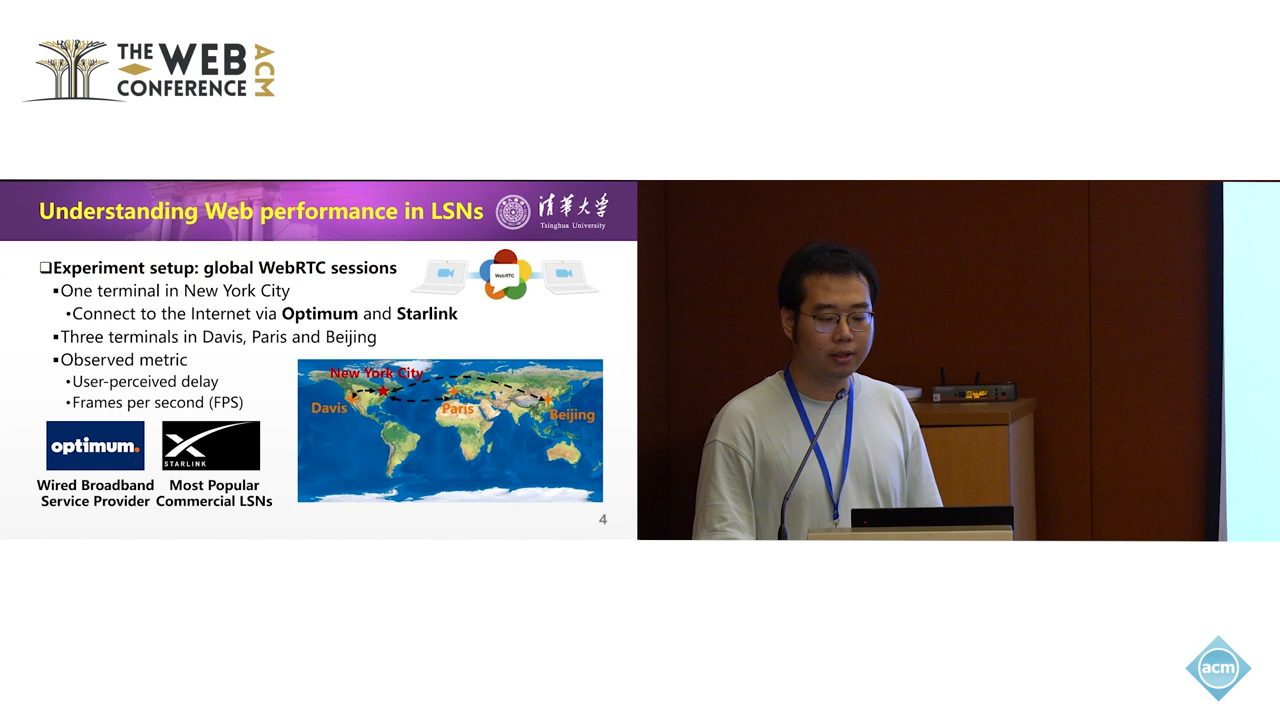 THE WEB
CONFERENCE
ACM
Understanding Web performance in LSNs
清华大学
Tsinghua University
❑Experiment setup: global WebRTC sessions
▪One terminal in New York City
•Connect to the Internet via Optimum and Starlink
▪Three terminals in Davis, Paris and Beijing
▪Observed metric
•User-perceived delay
•Frames per second (FPS)
WebRTC
New York City
Davis
Paris
Beijing
optimum.
STARLINK
Wired Broadband
Service Provider
Most Popular
Commercial LSNs
4
acm